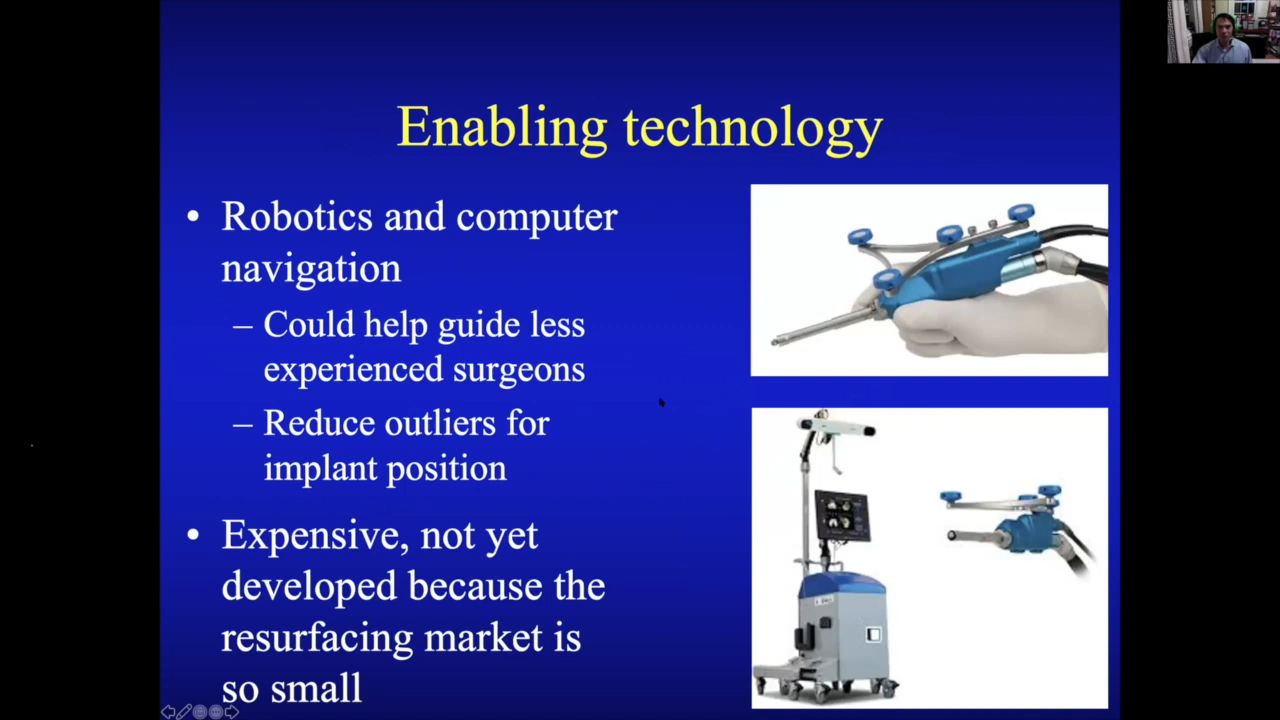 Enabling technology
• Robotics and computer
navigation
– Could help guide less
experienced surgeons
– Reduce outliers for
implant position
• Expensive, not yet
developed because the
resurfacing market is
so small